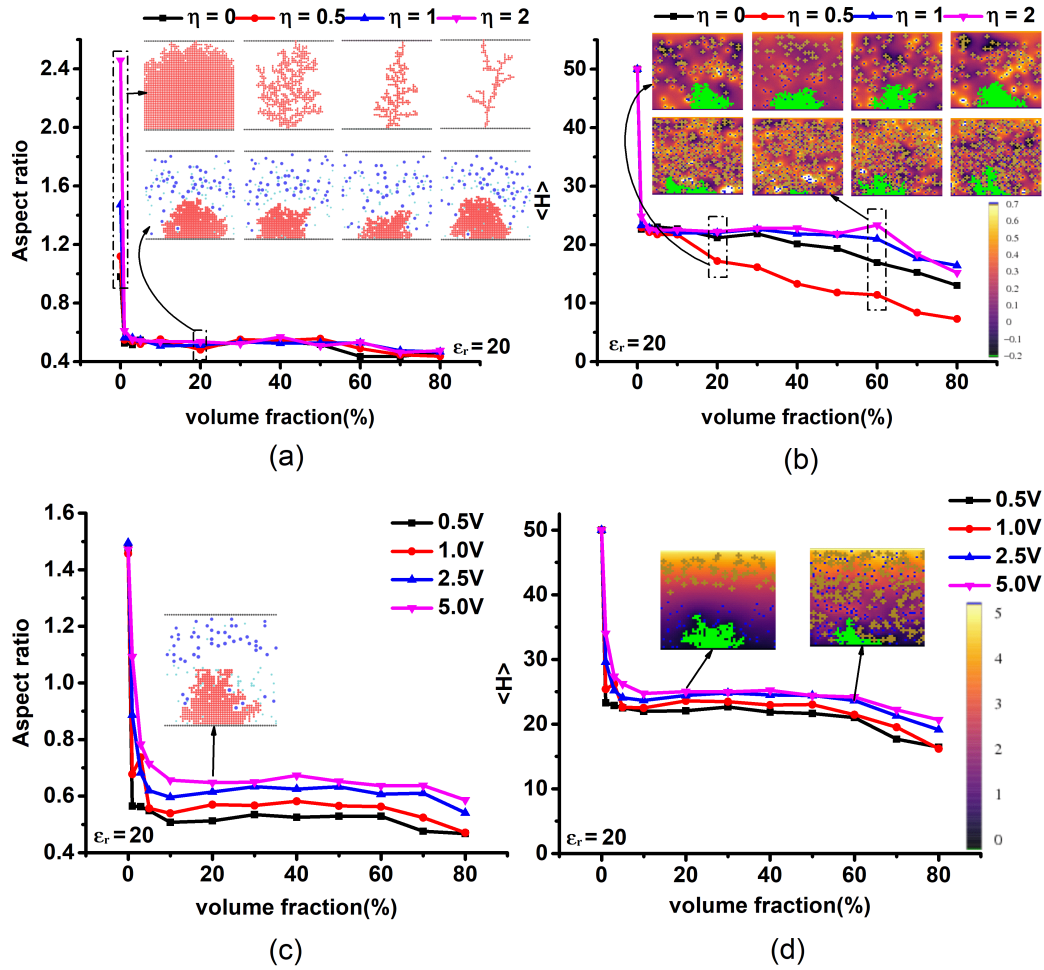 η = 0 η = 0.5 η = 1 η = 2
2.4
2.0
1.6
1.2
0.8
0.4
Aspect ratio
ε_r = 20
0 20 40 60 80
volume fraction(%)
(a)
η = 0 η = 0.5 η = 1 η = 2
50
40
30
20
10
0
<H>
0.7
0.6
0.5
0.4
0.3
0.2
0.1
0
−0.1
−0.2
ε_r = 20
0 20 40 60 80
volume fraction(%)
(b)
1.6
1.4
1.2
1.0
0.8
0.6
0.4
Aspect ratio
0.5V
1.0V
2.5V
5.0V
ε_r = 20
0 20 40 60 80
volume fraction(%)
(c)
50
40
30
20
10
0
<H>
0.5V
1.0V
2.5V
5.0V
5
4
3
2
1
0
ε_r = 20
0 20 40 60 80
volume fraction(%)
(d)